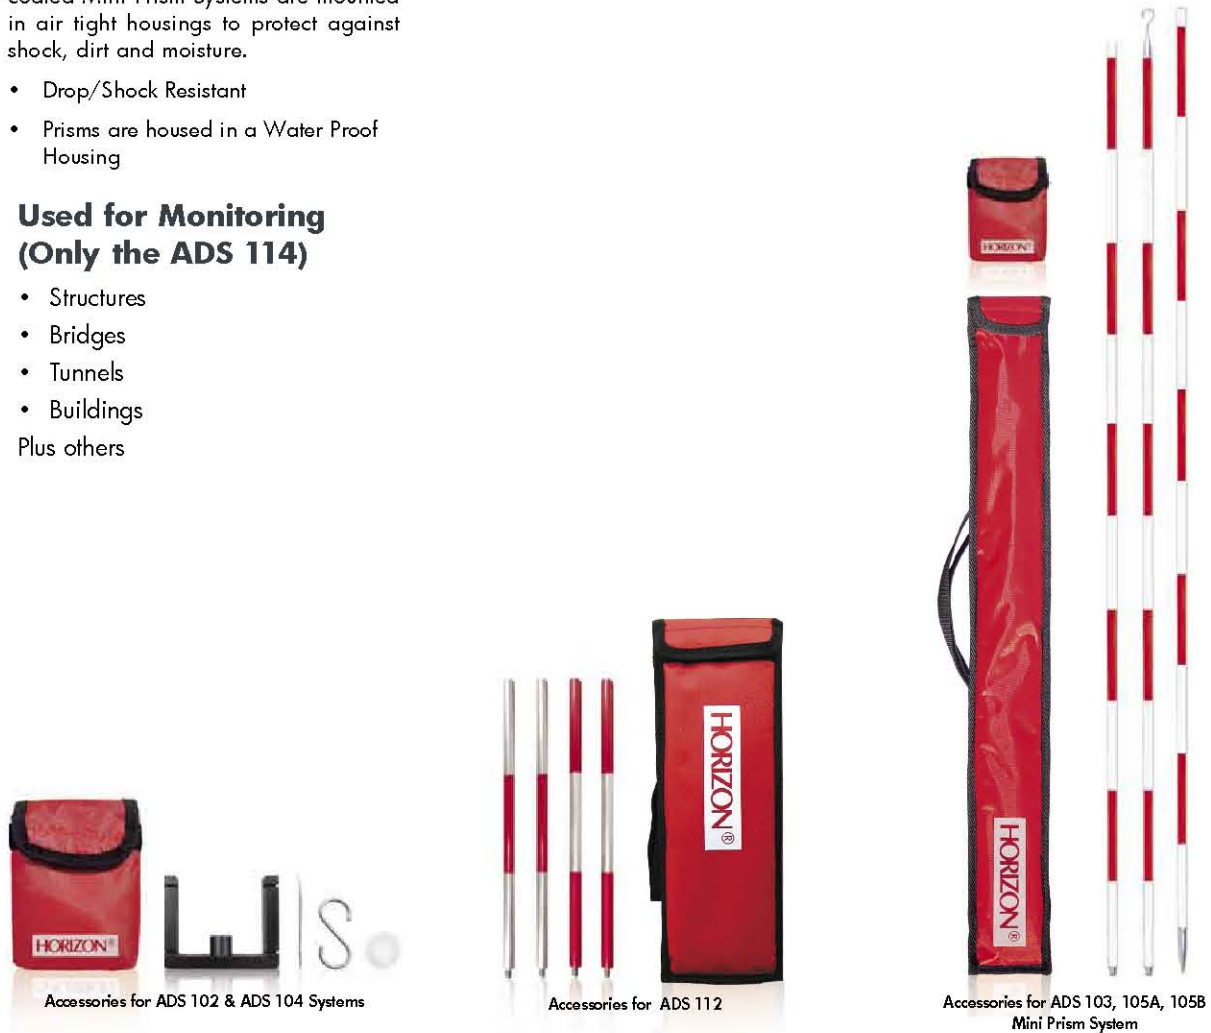 in air tight housings to protect against
shock, dirt and moisture.
• Drop/Shock Resistant
• Prisms are housed in a Water Proof
Housing
Used for Monitoring
(Only the ADS 114)
• Structures
• Bridges
• Tunnels
• Buildings
Plus others
HORIZON®
Accessories for ADS 102 & ADS 104 Systems
HORIZON®
Accessories for ADS 112
HORIZON®
HORIZON®
Accessories for ADS 103, 105A, 105B
Mini Prism System